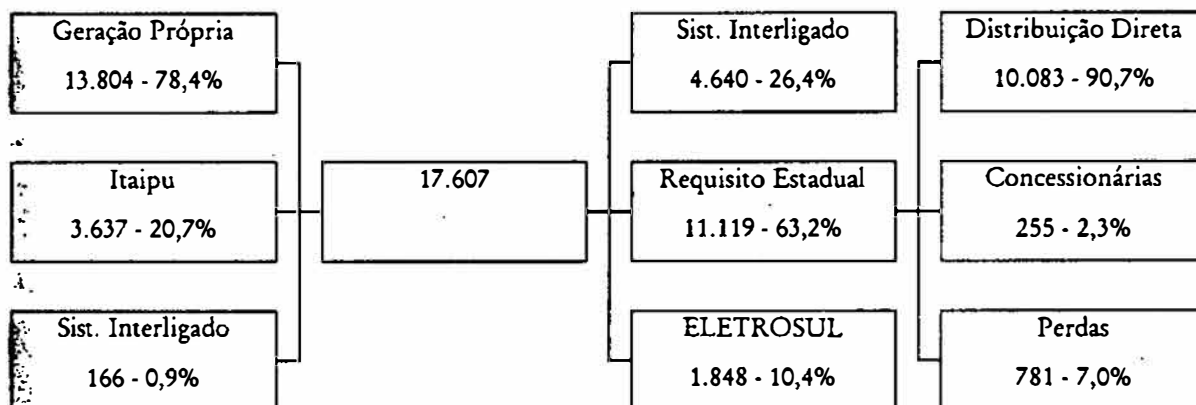 Geração Própria
13.804 - 78,4%
Itaipu
3.637 - 20,7%
Sist. Interligado
166 - 0,9%
17.607
Sist. Interligado
4.640 - 26,4%
Requisito Estadual
11.119 - 63,2%
ELETROSUL
1.848 - 10,4%
Distribuição Direta
10.083 - 90,7%
Concessionárias
255 - 2,3%
Perdas
781 - 7,0%